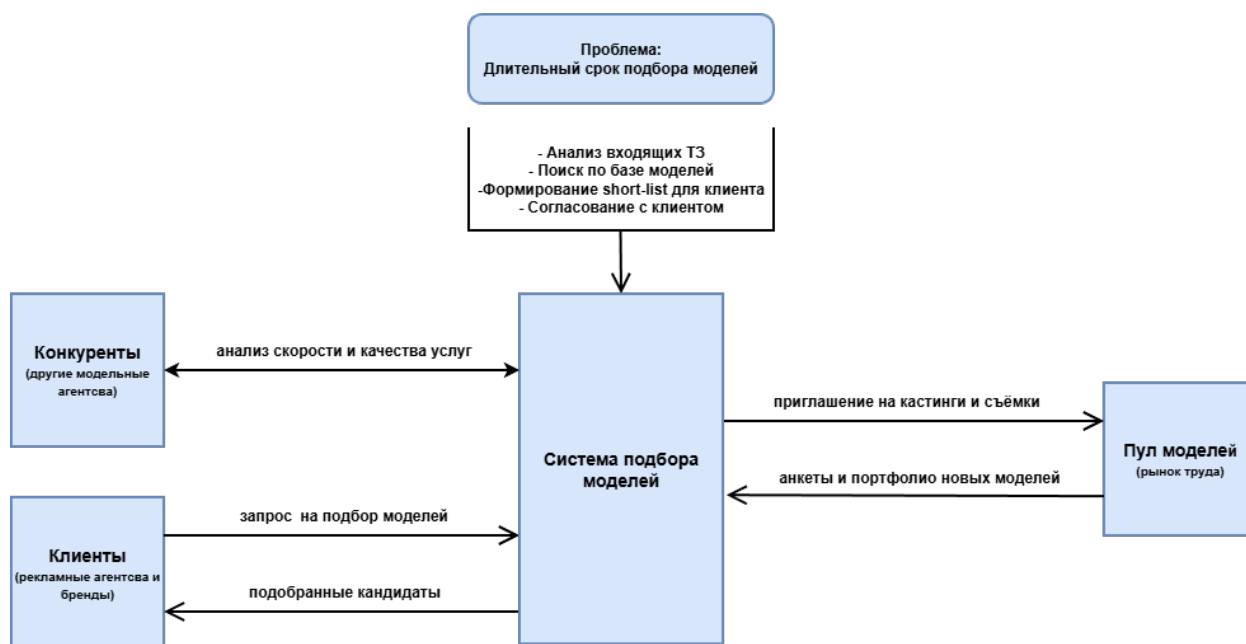 Проблема:
Длительный срок подбора моделей
- Анализ входящих ТЗ
- Поиск по базе моделей
-Формирование short-list для клиента
- Согласование с клиентом
Конкуренты
(другие модельные
агентсва)
анализ скорости и качества услуг
Система подбора
моделей
приглашение на кастинги и съёмки
Пул моделей
(рынок труда)
анкеты и портфолио новых моделей
запрос на подбор моделей
Клиенты
(рекламные агентсва и
бренды)
подобранные кандидаты